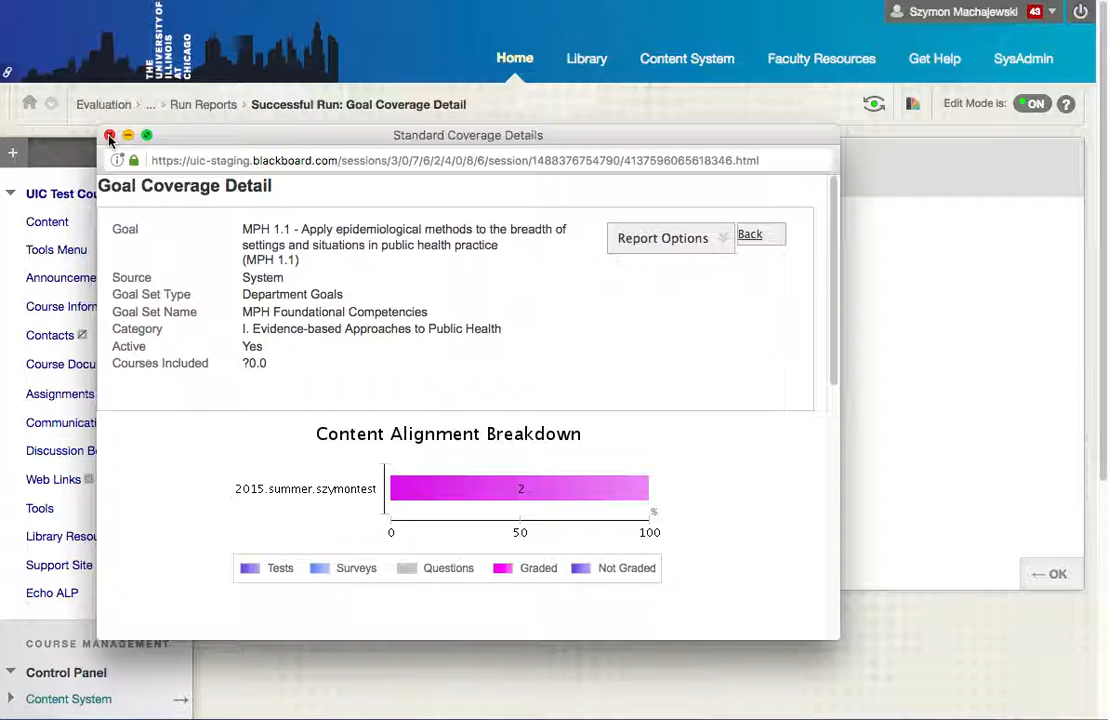 Szymon Machajewski 43
THE
UNIVERSITY OF
ILLINOIS
AT
CHICAGO
Home Library Content System Faculty Resources Get Help SysAdmin
Evaluation > ... > Run Reports > Successful Run: Goal Coverage Detail
Edit Mode is: ON ?
Standard Coverage Details
https://uic-staging.blackboard.com/sessions/3/0/7/6/2/4/0/8/6/session/1488376754790/4137596065618346.html
Goal Coverage Detail
Goal MPH 1.1 - Apply epidemiological methods to the breadth of
settings and situations in public health practice
(MPH 1.1)
Report Options Back
Source System
Goal Set Type Department Goals
Goal Set Name MPH Foundational Competencies
Category I. Evidence-based Approaches to Public Health
Active Yes
Courses Included ?0.0
Content Alignment Breakdown
2015.summer.szymontest 2
%
0 50 100
Tests Surveys Questions Graded Not Graded
+
UIC Test Cou
Content
Tools Menu
Announceme
Course Inforn
Contacts
Course Docu
Assignments
Communicati
Discussion B
Web Links
Tools
Library Resou
Support Site
Echo ALP
COURSE MANAGEMENT
Control Panel
Content System →
← OK